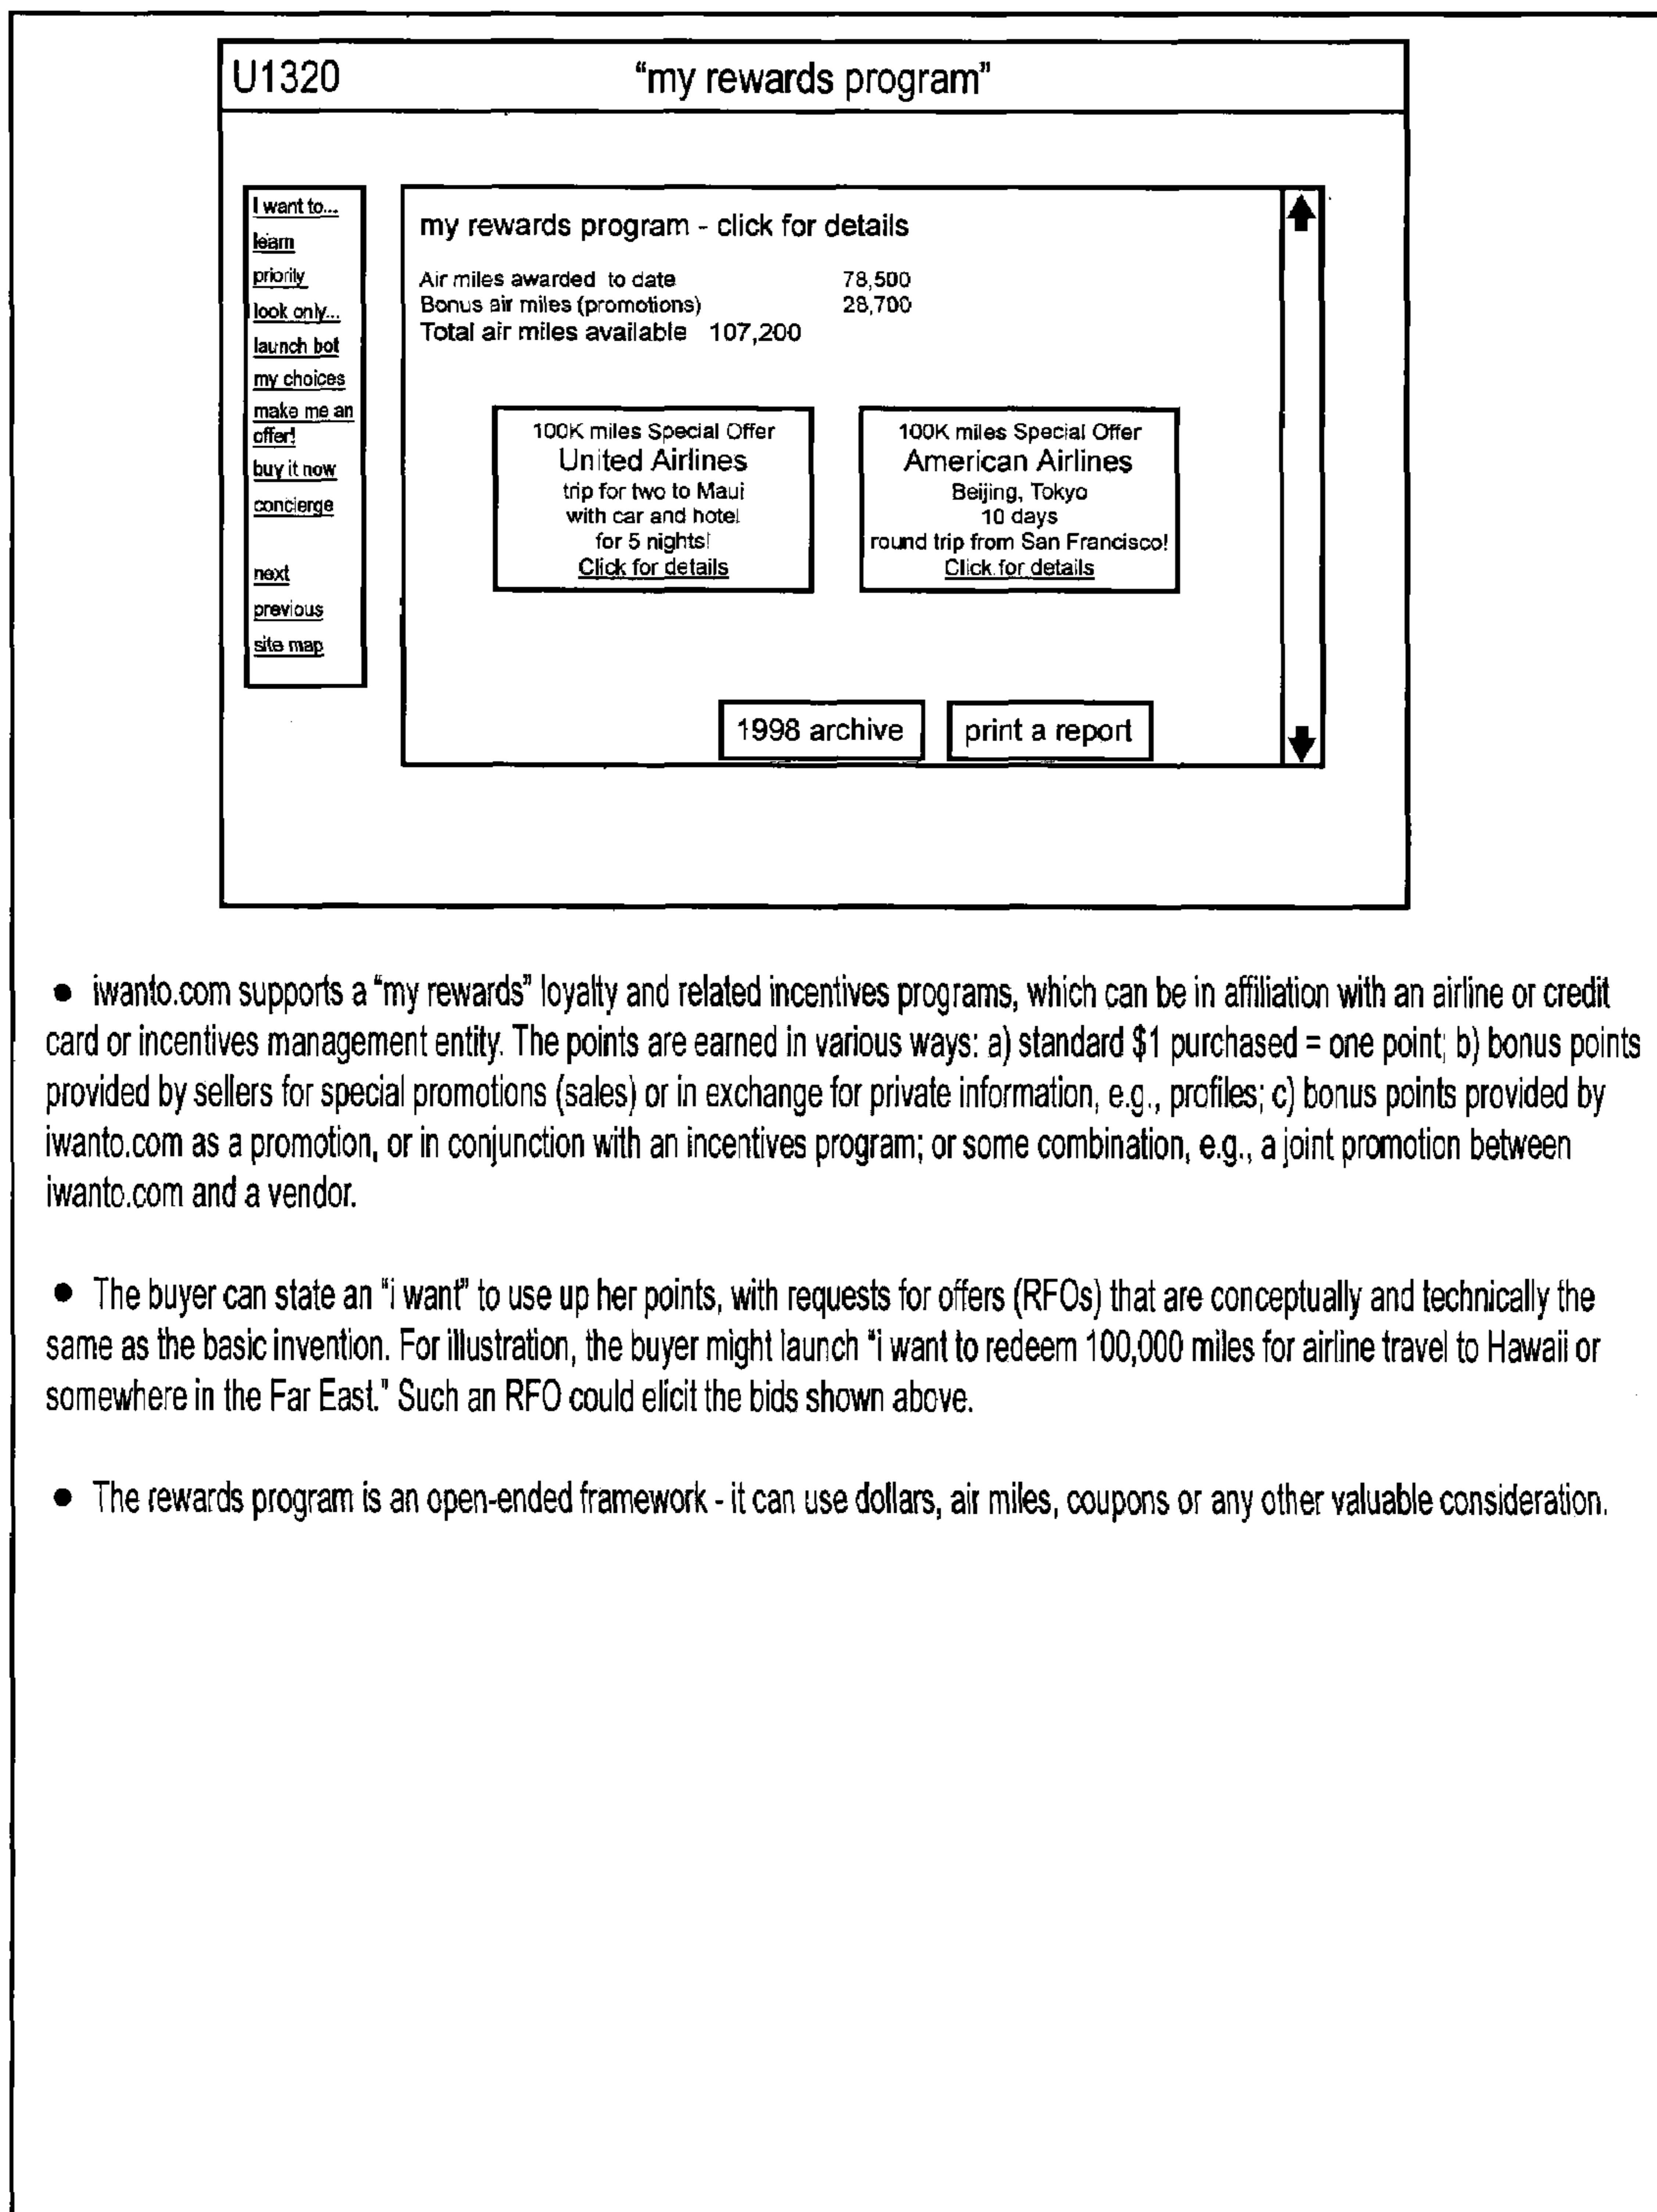 U1320 "my rewards program"
I want to...
learn
priority
look only...
launch bot
my choices
make me an
offer!
buy it now
concierge
next
previous
site map
my rewards program - click for details
Air miles awarded to date 78,500
Bonus air miles (promotions) 28,700
Total air miles available 107,200
100K miles Special Offer
United Airlines
trip for two to Maui
with car and hotel
for 5 nights!
Click for details
100K miles Special Offer
American Airlines
Beijing, Tokyo
10 days
round trip from San Francisco!
Click for details
1998 archive
print a report
● iwanto.com supports a "my rewards" loyalty and related incentives programs, which can be in affiliation with an airline or credit
card or incentives management entity. The points are earned in various ways: a) standard $1 purchased = one point; b) bonus points
provided by sellers for special promotions (sales) or in exchange for private information, e.g., profiles; c) bonus points provided by
iwanto.com as a promotion, or in conjunction with an incentives program; or some combination, e.g., a joint promotion between
iwanto.com and a vendor.
● The buyer can state an "i want" to use up her points, with requests for offers (RFOs) that are conceptually and technically the
same as the basic invention. For illustration, the buyer might launch "i want to redeem 100,000 miles for airline travel to Hawaii or
somewhere in the Far East." Such an RFO could elicit the bids shown above.
● The rewards program is an open-ended framework - it can use dollars, air miles, coupons or any other valuable consideration.